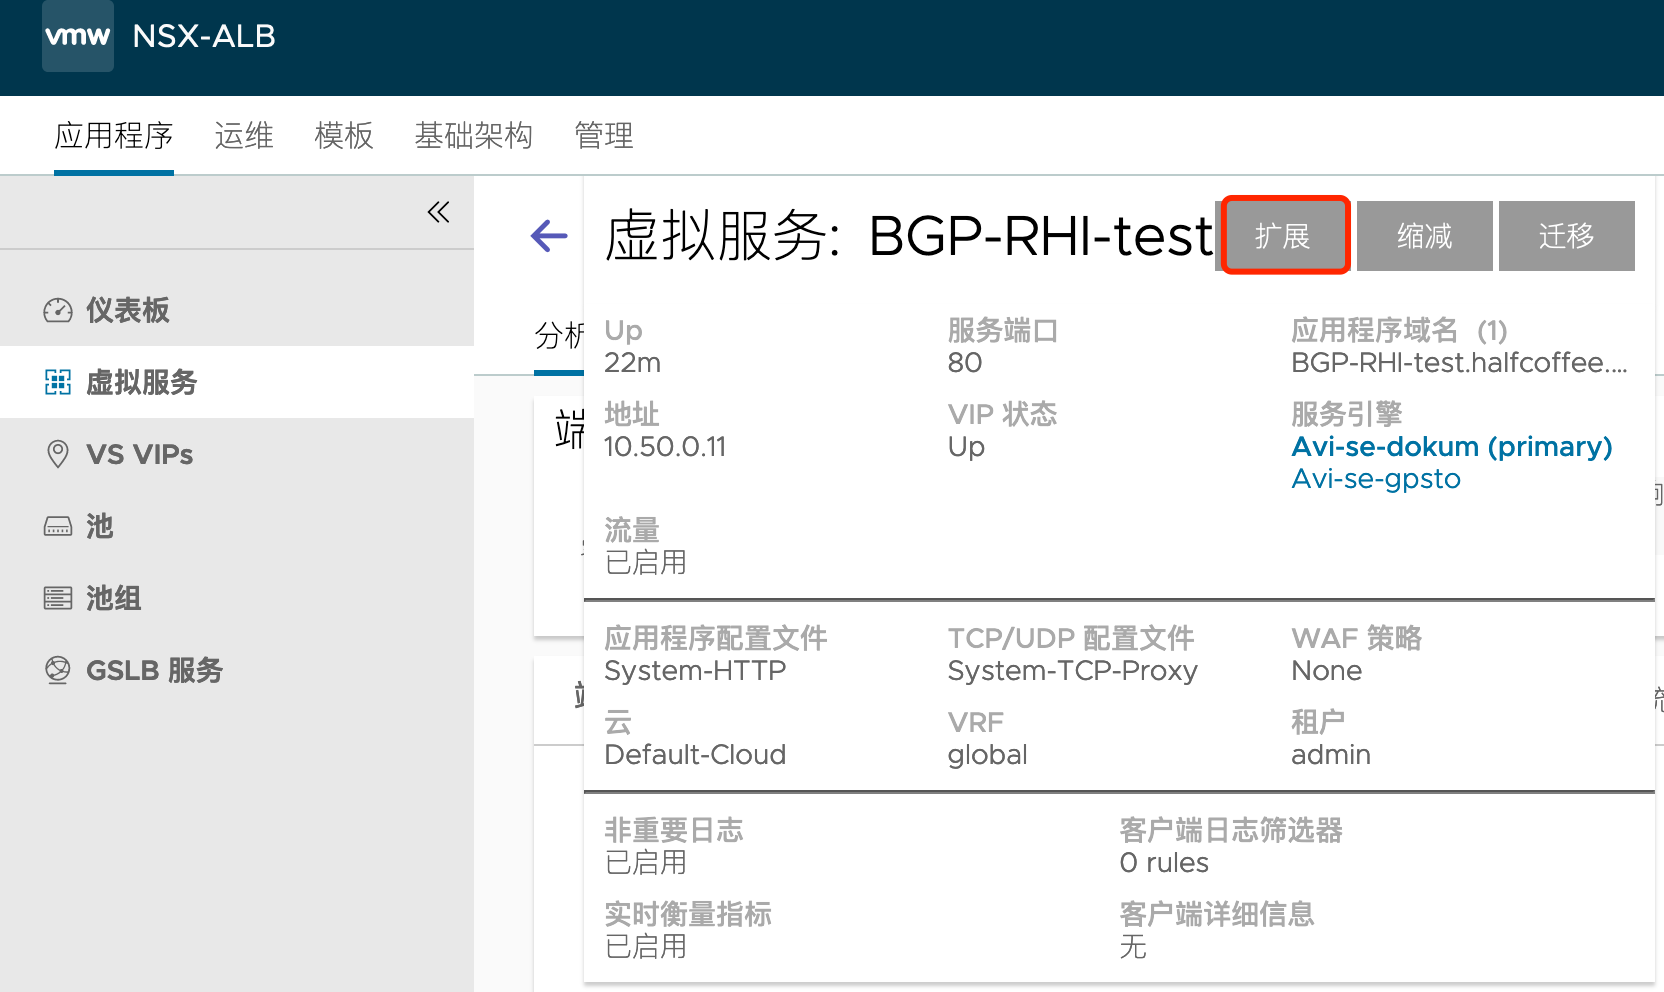 vmw NSX-ALB
应用程序 运维 模板 基础架构 管理
仪表板
虚拟服务
VS VIPs
池
池组
GSLB 服务
虚拟服务: BGP-RHI-test 扩展 缩减 迁移
分析
端
Up 服务端口 应用程序域名 (1)
22m 80 BGP-RHI-test.halfcoffee....
地址 VIP 状态 服务引擎
10.50.0.11 Up Avi-se-dokum (primary)
Avi-se-gpsto
流量
已启用
应用程序配置文件 TCP/UDP 配置文件 WAF 策略
System-HTTP System-TCP-Proxy None
云 VRF 租户
Default-Cloud global admin
非重要日志 客户端日志筛选器
已启用 0 rules
实时衡量指标 客户端详细信息
已启用 无